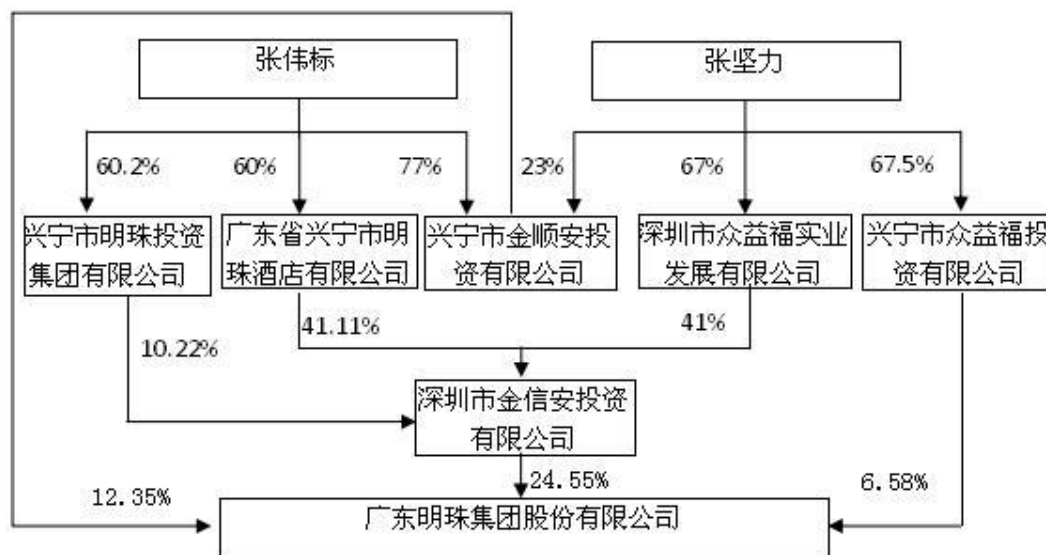 张伟标
张坚力
60.2%
60%
77%
23%
67%
67.5%
兴宁市明珠投资
集团有限公司
广东省兴宁市明
珠酒店有限公司
兴宁市金顺安投
资有限公司
深圳市众益福实业
发展有限公司
兴宁市众益福投
资有限公司
10.22%
41.11%
41%
深圳市金信安投资
有限公司
12.35%
24.55%
6.58%
广东明珠集团股份有限公司